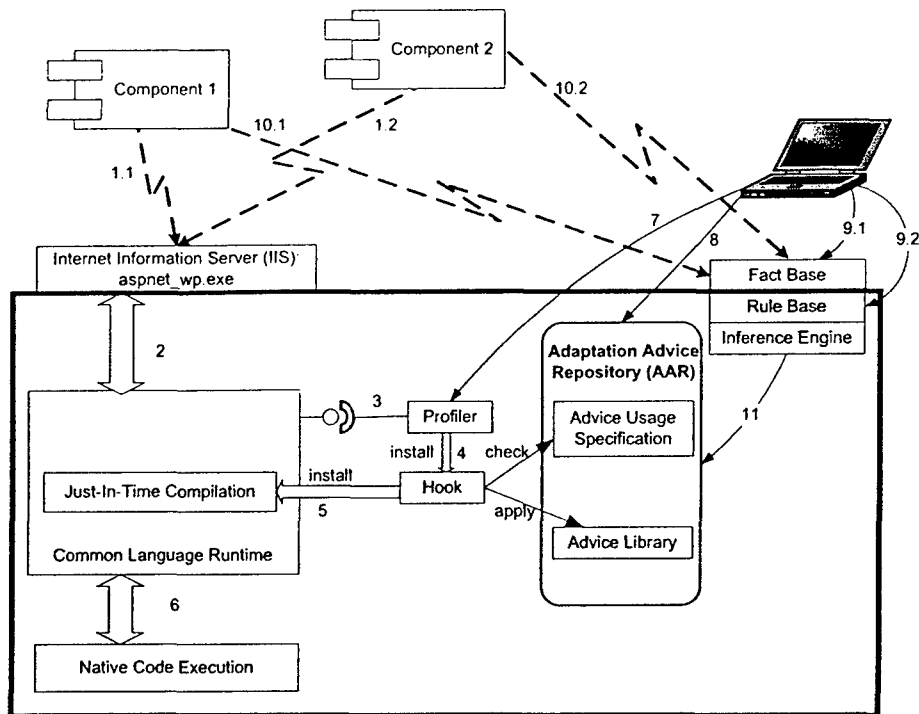 Component 1
Component 2
1.1
10.1
1.2
10.2
7
8
9.1
9.2
Internet Information Server (IIS)
aspnet_wp.exe
Fact Base
Rule Base
Inference Engine
2
Adaptation Advice
Repository (AAR)
3
Profiler
11
install
4
check
Advice Usage
Specification
install
Just-In-Time Compilation
Hook
5
apply
Advice Library
Common Language Runtime
6
Native Code Execution